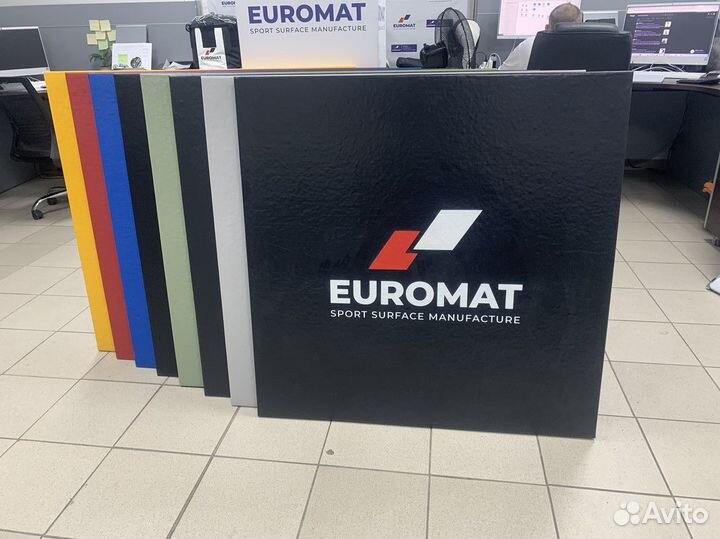 EUROMAT
SPORT SURFACE MANUFACTURE
EUROMAT
EUROMAT
SPORT SURFACE MANUFACTURE
Avito